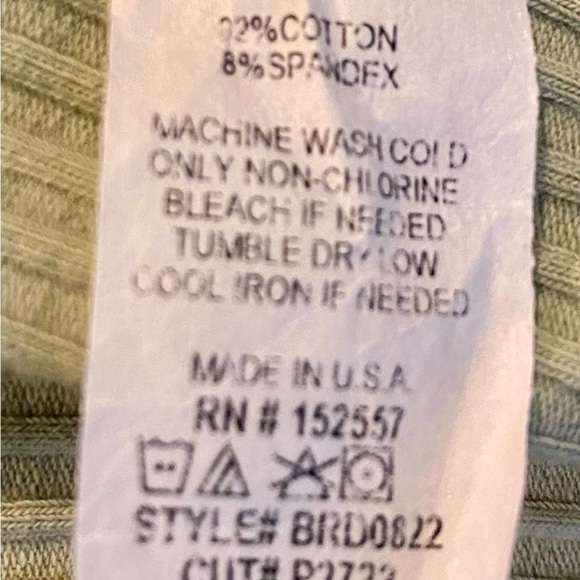 92%COTTON
8%SPANDEX
MACHINE WASH COLD
ONLY NON-CHLORINE
BLEACH IF NEEDED
TUMBLE DRY LOW
COOL IRON IF NEEDED
MADE IN U.S.A
RN # 152557
STYLE# BRD0822
CUT#